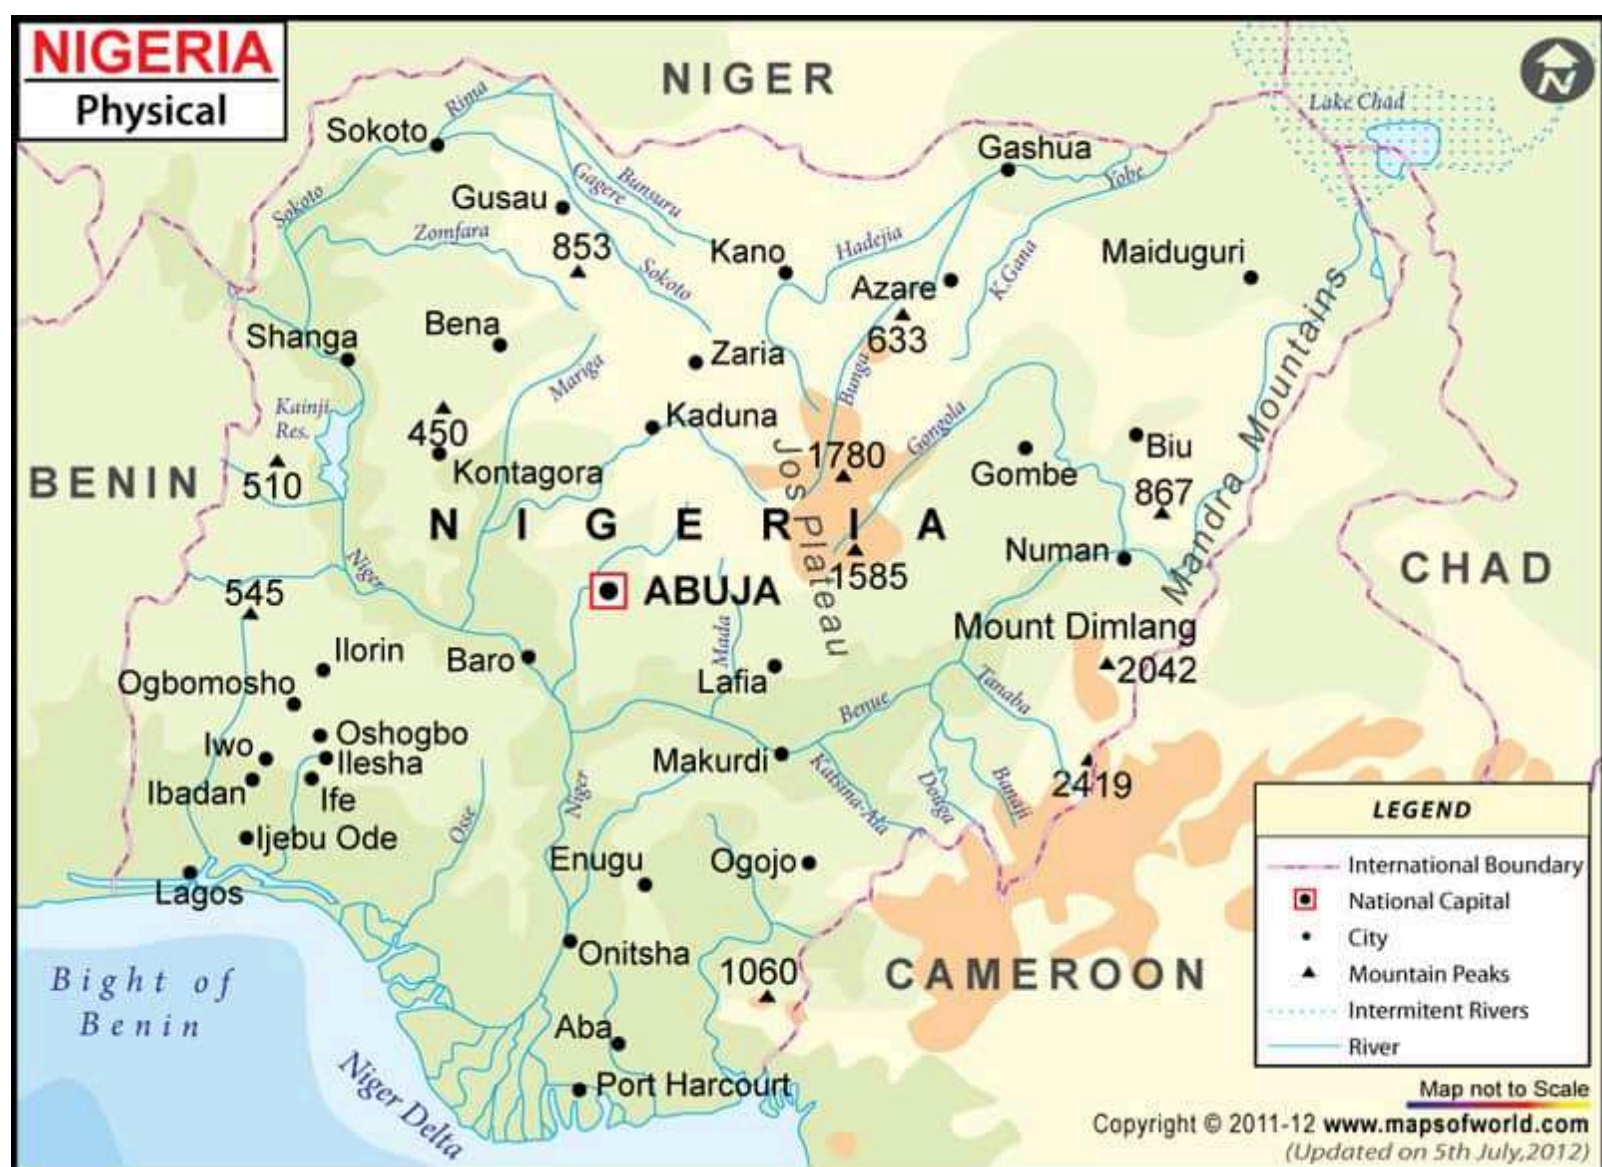 NIGERIA
Physical
NIGER
Lake Chad
N
Rima
Sokoto
Gashua
Yobe
Bunsuru
Gagere
Gusau
Sokoto
Zomfara
853
Kano
Hadejia
Maiduguri
K.Gana
Azare
Sokoto
633
Shanga
Bena
Zaria
Mariga
Bunga
Kainji
Res.
Kaduna
Gongola
450
Kontagora
Jos Plateau
1780
Biu
Gombe
867
Mandra Mountains
BENIN
510
NIGERIA
Numan
CHAD
Niger
545
ABUJA
1585
Mada
Mount Dimlang
2042
Ilorin
Baro
Lafia
Tanaba
Ogbomosho
Benue
Oshogbo
Iwo
Ilesha
Makurdi
Katsina-Ala
Donga
Banaji
2419
Ibadan
Ife
Niger
Osse
Ijebu Ode
Enugu
Ogojo
Lagos
Onitsha
1060
CAMEROON
Bight of
Benin
Aba
Port Harcourt
Niger Delta
LEGEND
International Boundary
National Capital
City
Mountain Peaks
Intermitent Rivers
River
Map not to Scale
Copyright © 2011-12 www.mapsofworld.com
(Updated on 5th July,2012)